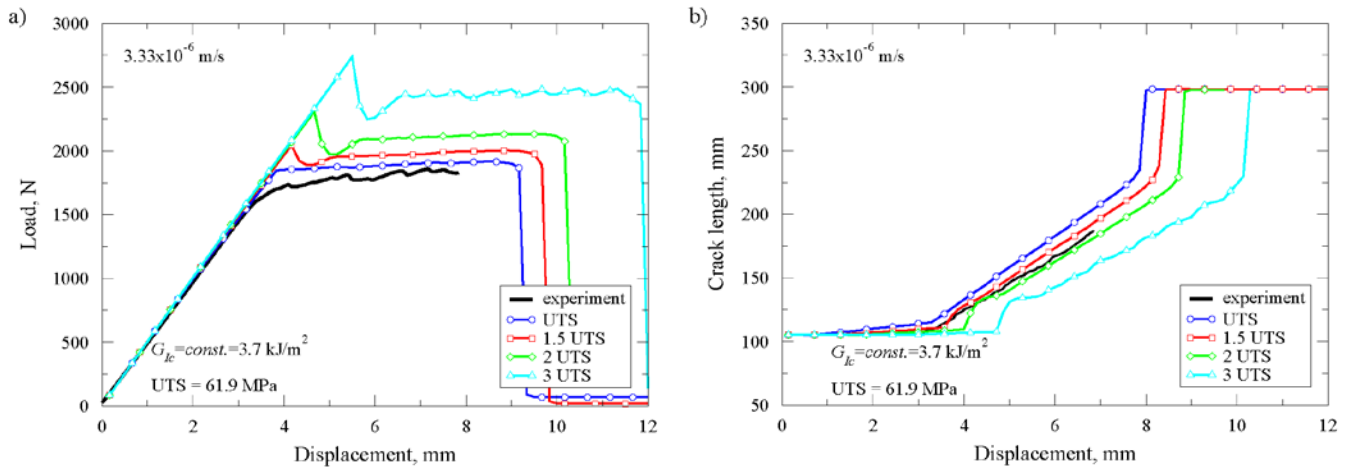 a)
3.33x10⁻⁶ m/s
Load, N
3000
2500
2000
1500
1000
500
0
experiment
UTS
1.5 UTS
2 UTS
3 UTS
G_Ic=const.=3.7 kJ/m²
UTS = 61.9 MPa
0 2 4 6 8 10 12
Displacement, mm
b)
3.33x10⁻⁶ m/s
Crack length, mm
350
300
250
200
150
100
50
experiment
UTS
1.5 UTS
2 UTS
3 UTS
G_Ic=const.=3.7 kJ/m²
UTS = 61.9 MPa
0 2 4 6 8 10 12
Displacement, mm